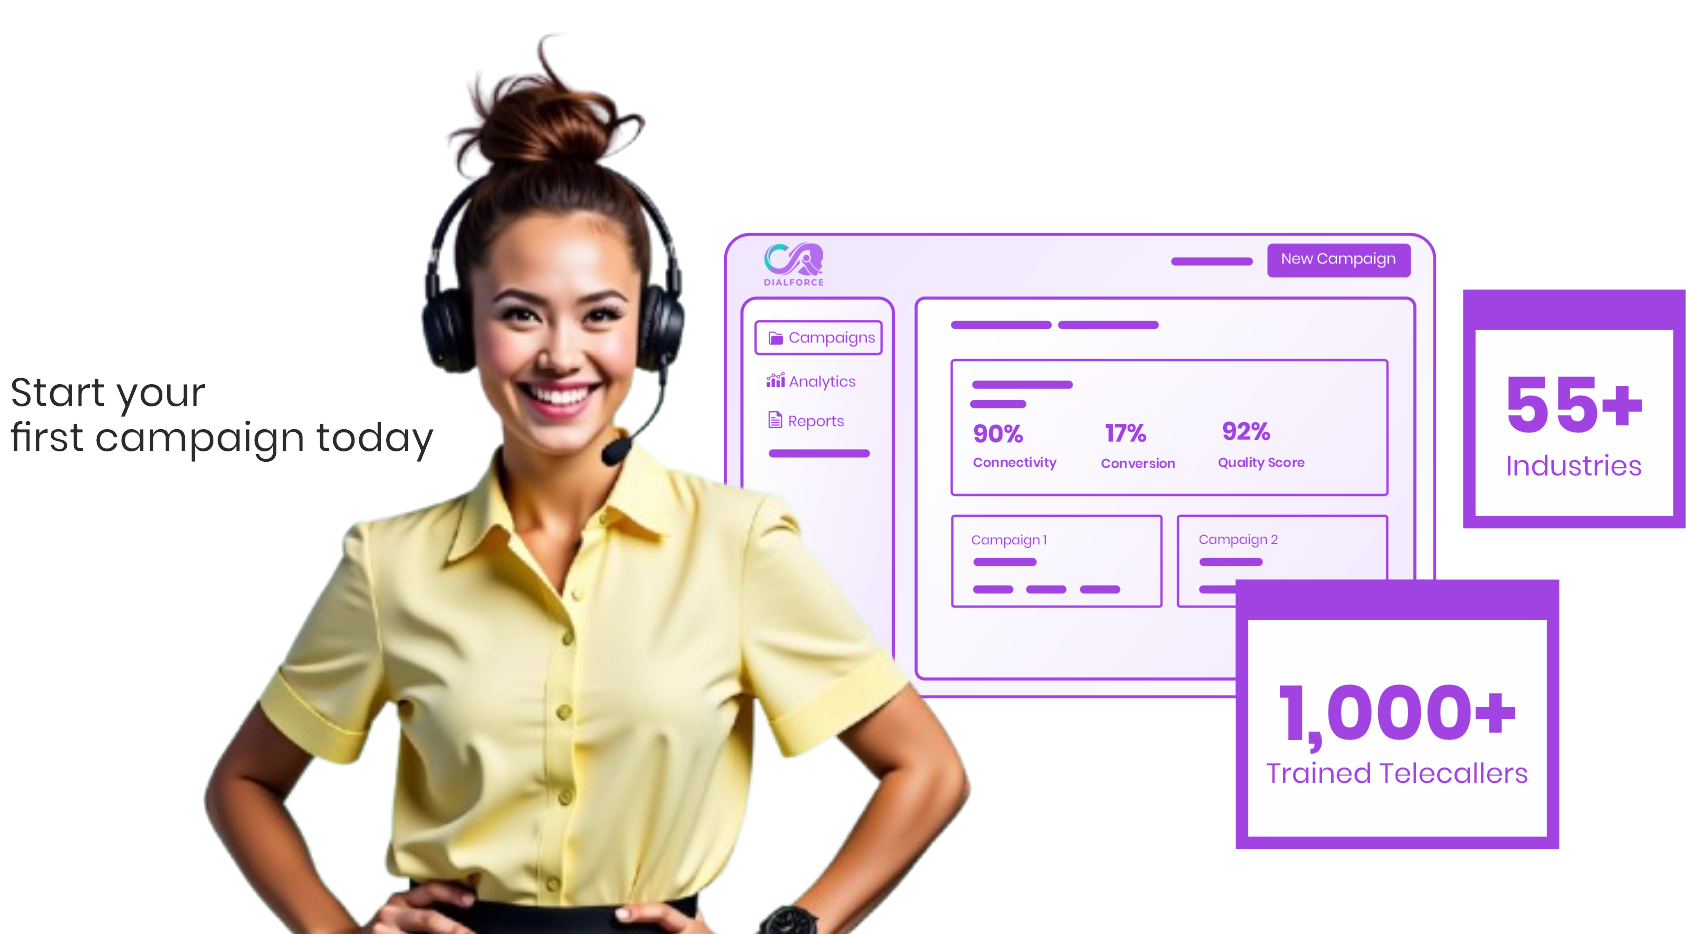 Start your
first campaign today
DIALFORCE
New Campaign
Campaigns
Analytics
Reports
90%
Connectivity
17%
Conversion
92%
Quality Score
Campaign 1
Campaign 2
55+
Industries
1,000+
Trained Telecallers